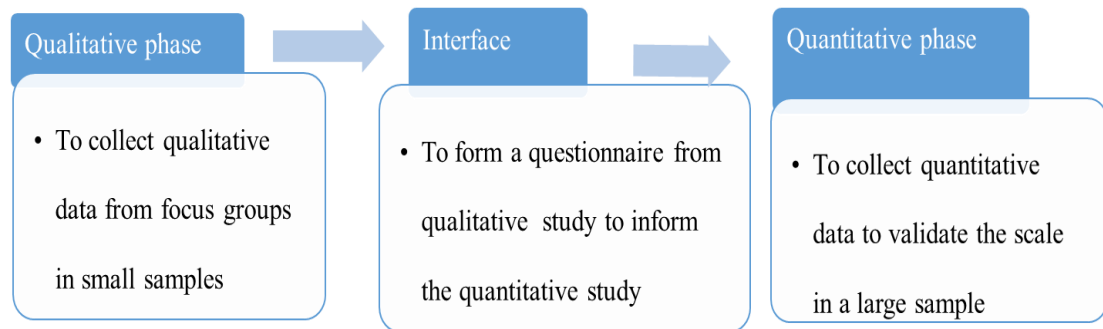 Qualitative phase
• To collect qualitative
data from focus groups
in small samples
Interface
• To form a questionnaire from
qualitative study to inform
the quantitative study
Quantitative phase
• To collect quantitative
data to validate the scale
in a large sample